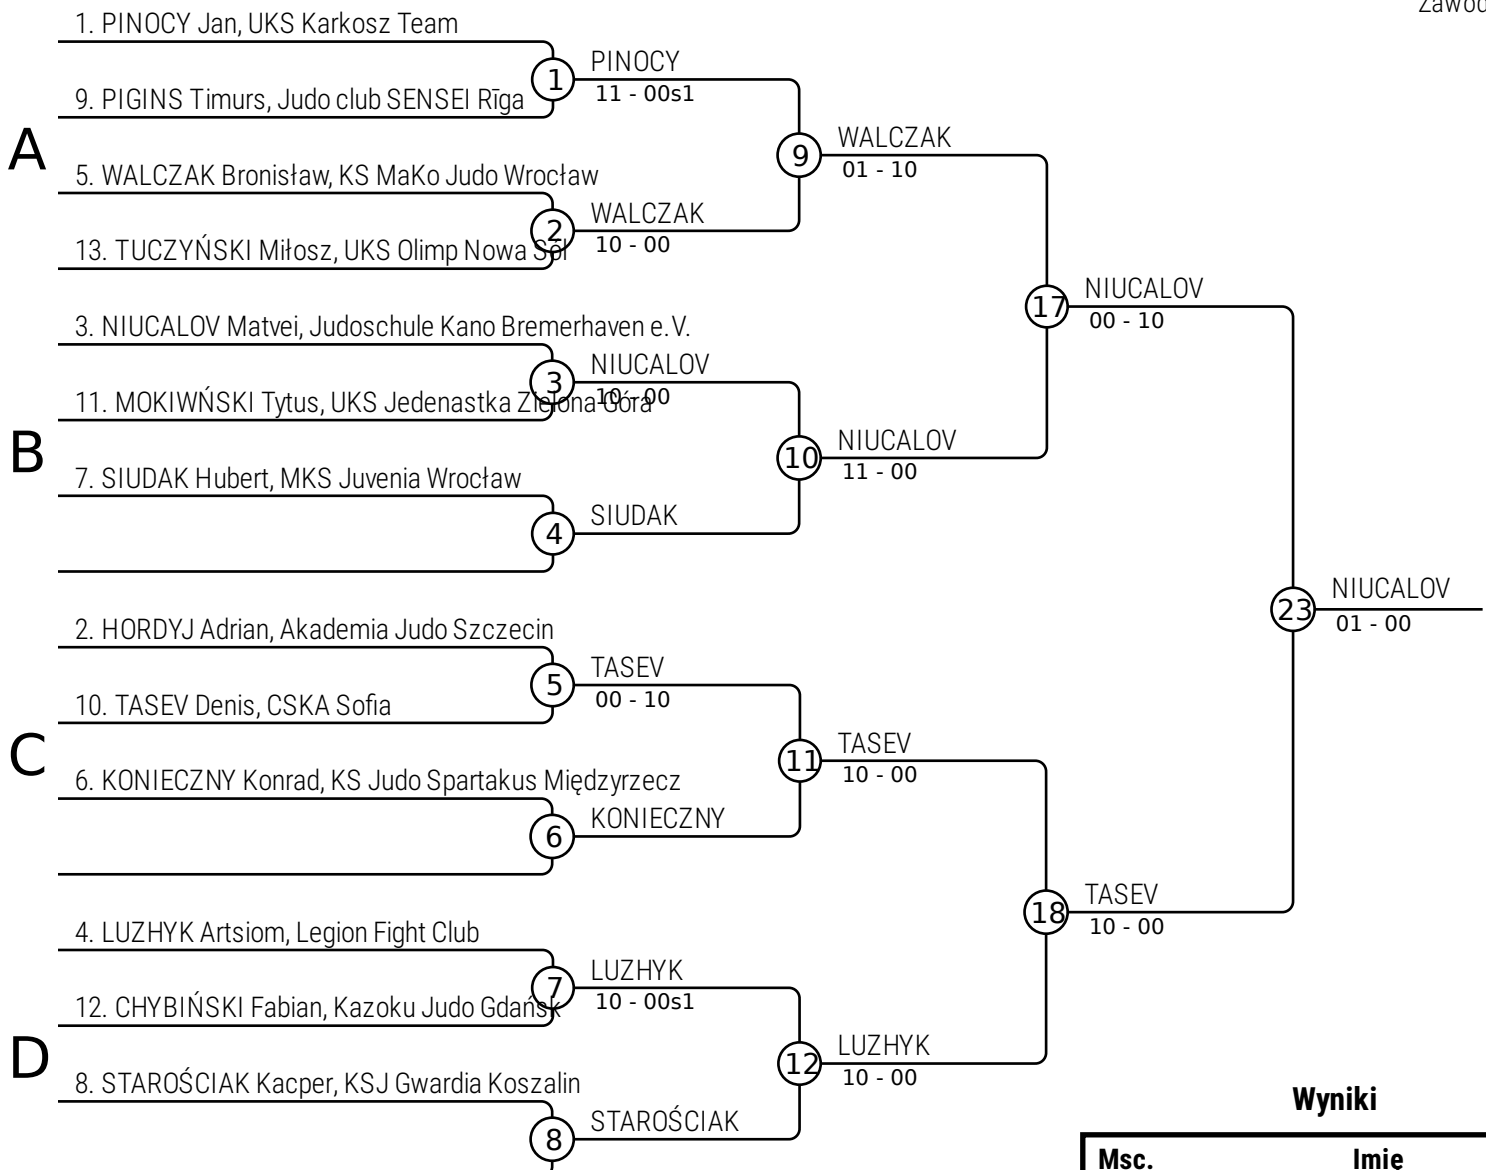 Zawod
1. PINOCY Jan, UKS Karkosz Team
1
PINOCY
11 - 00s1
9. PIGINS Timurs, Judo club SENSEI Rīga
A
9
WALCZAK
01 - 10
5. WALCZAK Bronisław, KS MaKo Judo Wrocław
2
WALCZAK
10 - 00
13. TUCZYŃSKI Miłosz, UKS Olimp Nowa Sól
17
NIUCALOV
00 - 10
3. NIUCALOV Matvei, Judoschule Kano Bremerhaven e.V.
3
NIUCALOV
10 - 00
11. MOKIWŃSKI Tytus, UKS Jedenastka Zielona Góra
B
10
NIUCALOV
11 - 00
7. SIUDAK Hubert, MKS Juvenia Wrocław
4
SIUDAK
23
NIUCALOV
01 - 00
2. HORDYJ Adrian, Akademia Judo Szczecin
5
TASEV
00 - 10
10. TASEV Denis, CSKA Sofia
C
11
TASEV
10 - 00
6. KONIECZNY Konrad, KS Judo Spartakus Międzyrzecz
6
KONIECZNY
18
TASEV
10 - 00
4. LUZHYK Artsiom, Legion Fight Club
7
LUZHYK
10 - 00s1
12. CHYBIŃSKI Fabian, Kazoku Judo Gdańsk
D
12
LUZHYK
10 - 00
8. STAROŚCIAK Kacper, KSJ Gwardia Koszalin
8
STAROŚCIAK
Wyniki
Msc. Imię